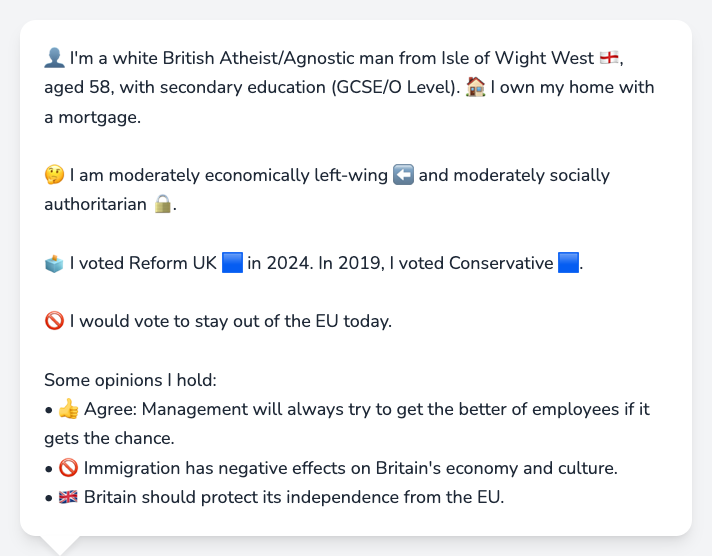 👤 I'm a white British Atheist/Agnostic man from Isle of Wight West 🏴󠁧󠁢󠁥󠁮󠁧󠁿,
aged 58, with secondary education (GCSE/O Level). 🏠 I own my home with
a mortgage.
🤔 I am moderately economically left-wing ⬅️ and moderately socially
authoritarian 🔒.
🗳️ I voted Reform UK 🟦 in 2024. In 2019, I voted Conservative 🟦.
🚫 I would vote to stay out of the EU today.
Some opinions I hold:
• 👍 Agree: Management will always try to get the better of employees if it
gets the chance.
• 🚫 Immigration has negative effects on Britain's economy and culture.
• 🇬🇧 Britain should protect its independence from the EU.